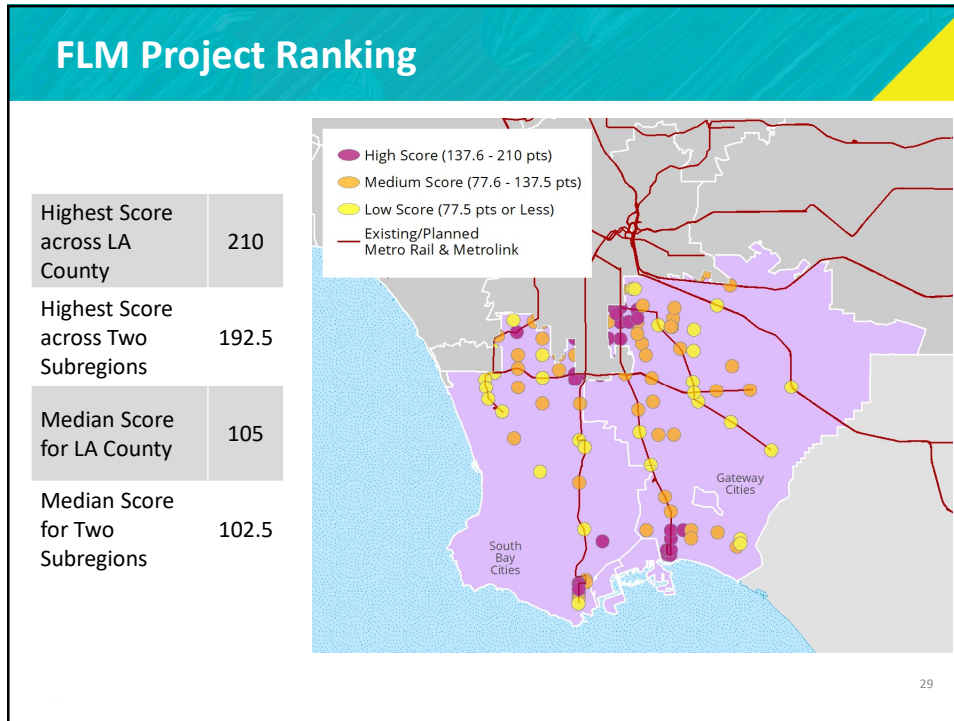 FLM Project Ranking
Highest Score
across LA
County
210
Highest Score
across Two
Subregions
192.5
Median Score
for LA County
105
Median Score
for Two
Subregions
102.5
High Score (137.6 - 210 pts)
Medium Score (77.6 - 137.5 pts)
Low Score (77.5 pts or Less)
Existing/Planned
Metro Rail & Metrolink
Gateway
Cities
South
Bay
Cities
29